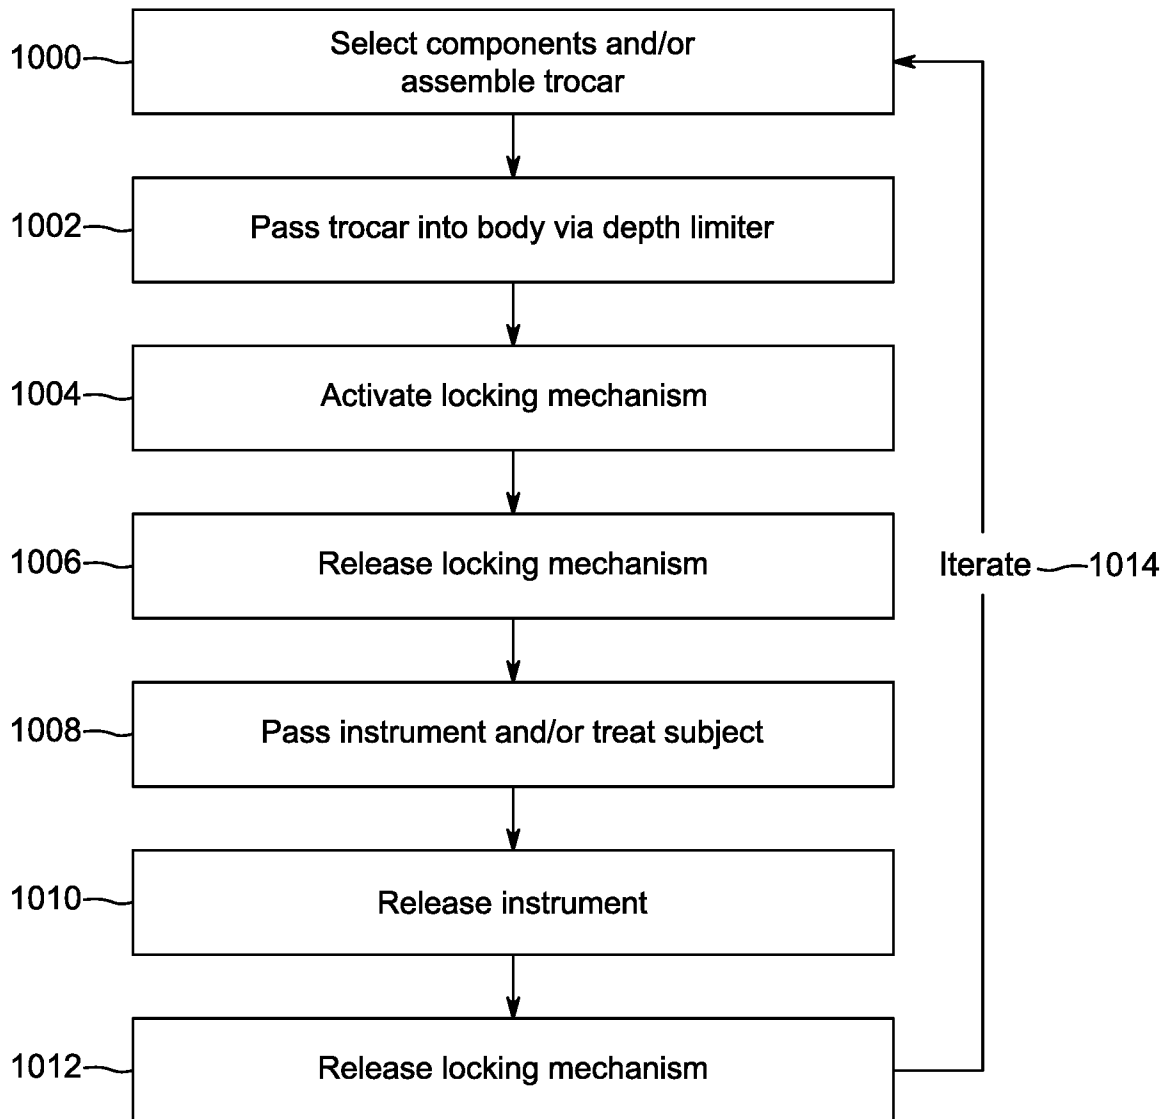 1000
Select components and/or
assemble trocar
1002
Pass trocar into body via depth limiter
1004
Activate locking mechanism
1006
Release locking mechanism
Iterate
1014
1008
Pass instrument and/or treat subject
1010
Release instrument
1012
Release locking mechanism